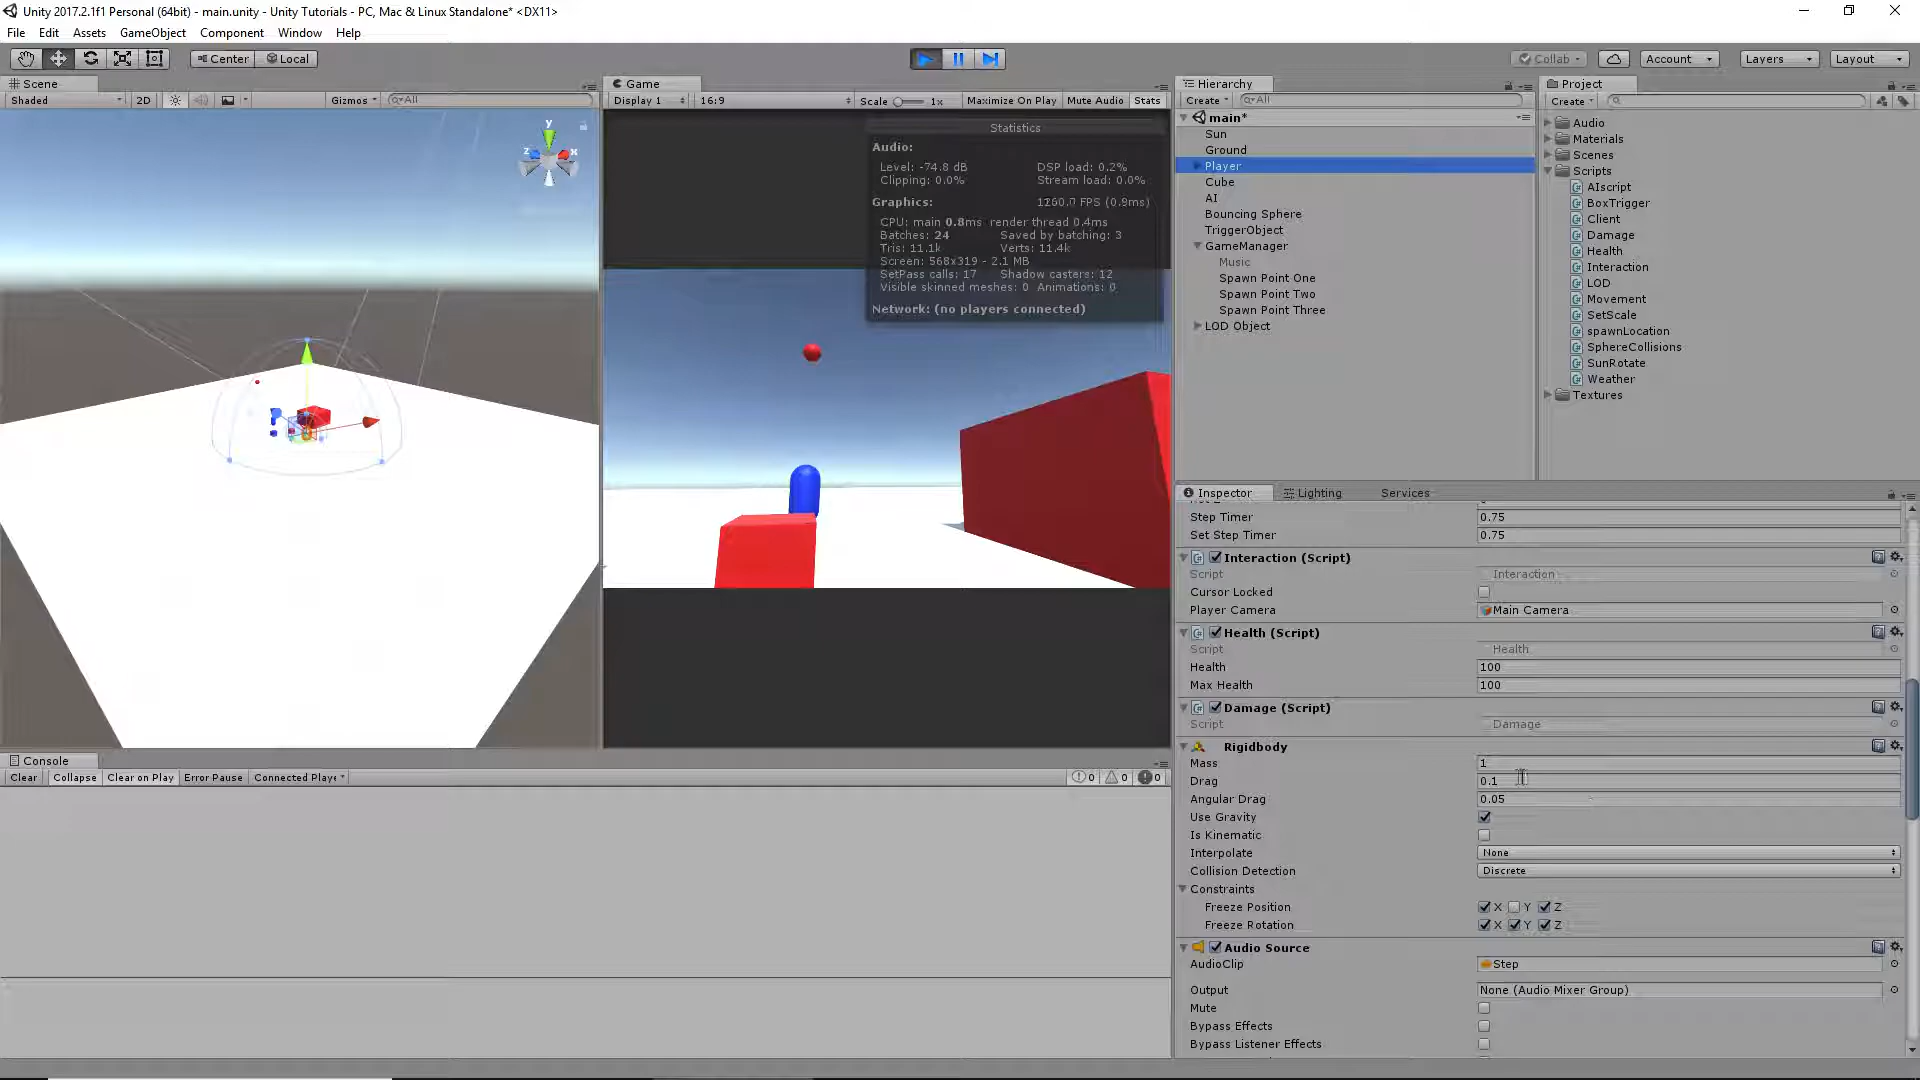 Unity 2017.2.1f1 Personal (64bit) - main.unity - Unity Tutorials - PC, Mac & Linux Standalone* <DX11>
File Edit Assets GameObject Component Window Help
Center Local Collab Account Layers Layout
Scene
Shaded 2D Gizmos All
y
z x
Game
Display 1 16:9 Scale 1x Maximize On Play Mute Audio Stats
Statistics
Audio:
Level: -74.8 dB DSP load: 0.2%
Clipping: 0.0% Stream load: 0.0%
Graphics: 1260.0 FPS (0.9ms)
CPU: main 0.8ms render thread 0.4ms
Batches: 24 Saved by batching: 3
Tris: 11.1k Verts: 11.4k
Screen: 568x319 - 2.1 MB
SetPass calls: 17 Shadow casters: 12
Visible skinned meshes: 0 Animations: 0
Network: (no players connected)
Hierarchy
Create All
main*
Sun
Ground
Player
Cube
AI
Bouncing Sphere
TriggerObject
GameManager
Music
Spawn Point One
Spawn Point Two
Spawn Point Three
LOD Object
Project
Create
Audio
Materials
Scenes
Scripts
AIscript
BoxTrigger
Client
Damage
Health
Interaction
LOD
Movement
SetScale
spawnLocation
SphereCollisions
SunRotate
Weather
Textures
Inspector Lighting Services
Step Timer 0.75
Set Step Timer 0.75
Interaction (Script)
Script Interaction
Cursor Locked
Player Camera Main Camera
Health (Script)
Script Health
Health 100
Max Health 100
Damage (Script)
Script Damage
Rigidbody
Mass 1
Drag 0.1
Angular Drag 0.05
Use Gravity
Is Kinematic
Interpolate None
Collision Detection Discrete
Constraints
Freeze Position X Y Z
Freeze Rotation X Y Z
Audio Source
AudioClip Step
Output None (Audio Mixer Group)
Mute
Bypass Effects
Bypass Listener Effects
Console
Clear Collapse Clear on Play Error Pause Connected Playe 0 0 0